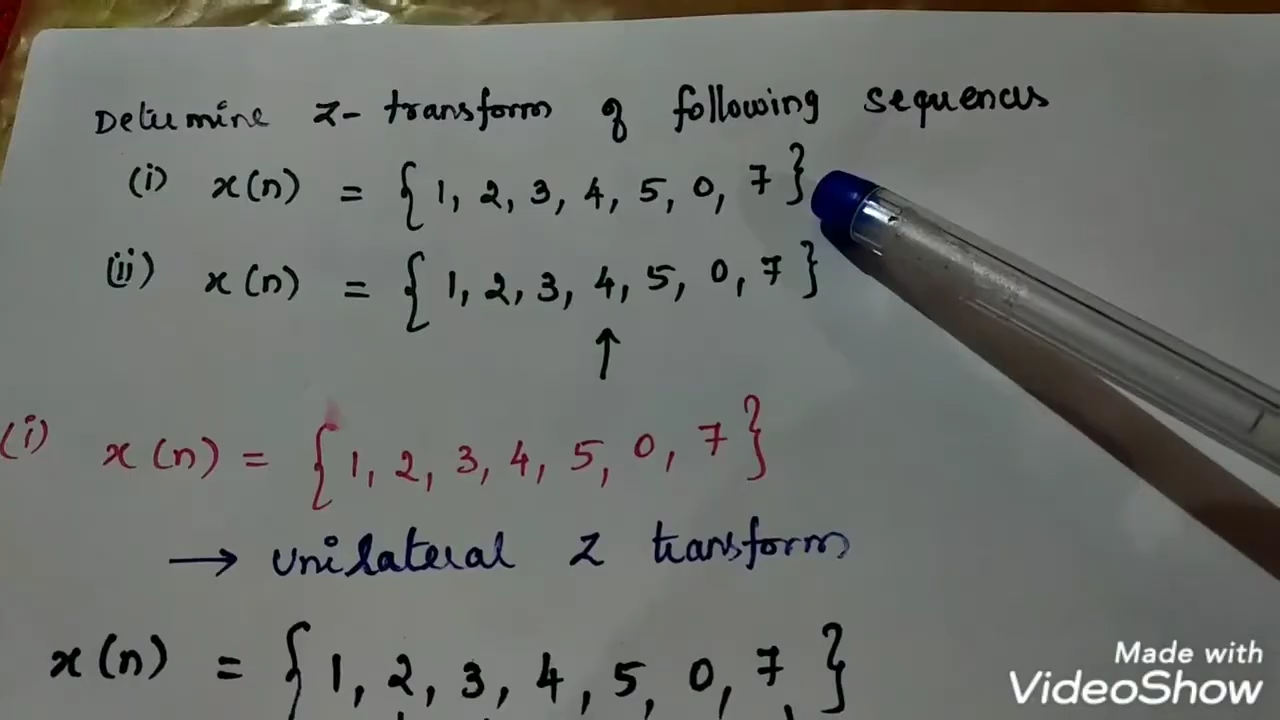 Determine Z-transform of following sequences
(i) x(n) = { 1, 2, 3, 4, 5, 0, 7 }
(ii) x(n) = { 1, 2, 3, 4, 5, 0, 7 }
↑
(i) x(n) = { 1, 2, 3, 4, 5, 0, 7 }
→ Unilateral Z transform
x(n) = { 1, 2, 3, 4, 5, 0, 7, }
Made with
VideoShow